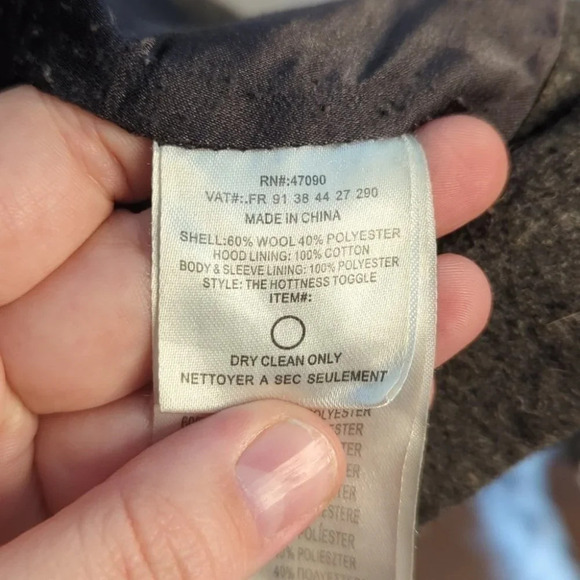 RN#:47090
VAT#:.FR 91 38 44 27 290
MADE IN CHINA
SHELL:60% WOOL 40% POLYESTER
HOOD LINING: 100% COTTON
BODY & SLEEVE LINING: 100% POLYESTER
STYLE: THE HOTTNESS TOGGLE
ITEM#:
DRY CLEAN ONLY
NETTOYER A SEC SEULEMENT
POLYESTER